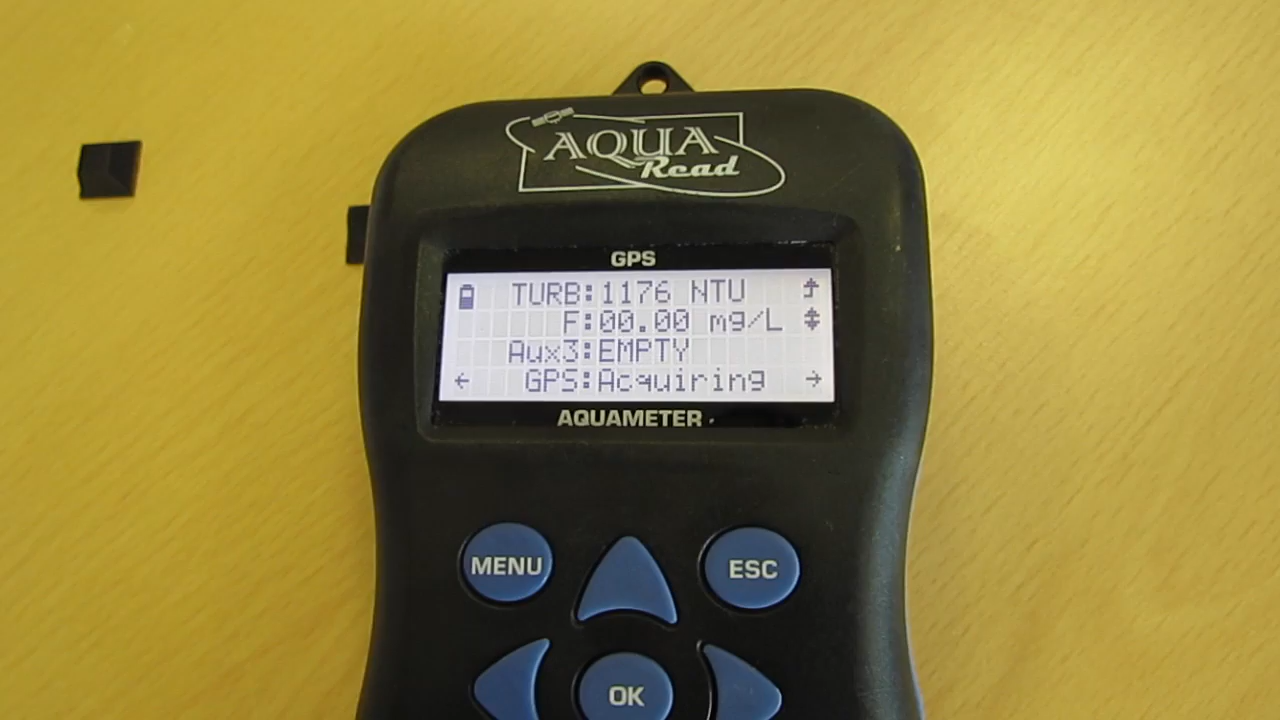 AQUA
Read
GPS
TURB:1176 NTU
F:00.00 mg/L
Aux3:EMPTY
← GPS:Acquiring →
AQUAMETER
MENU
ESC
OK